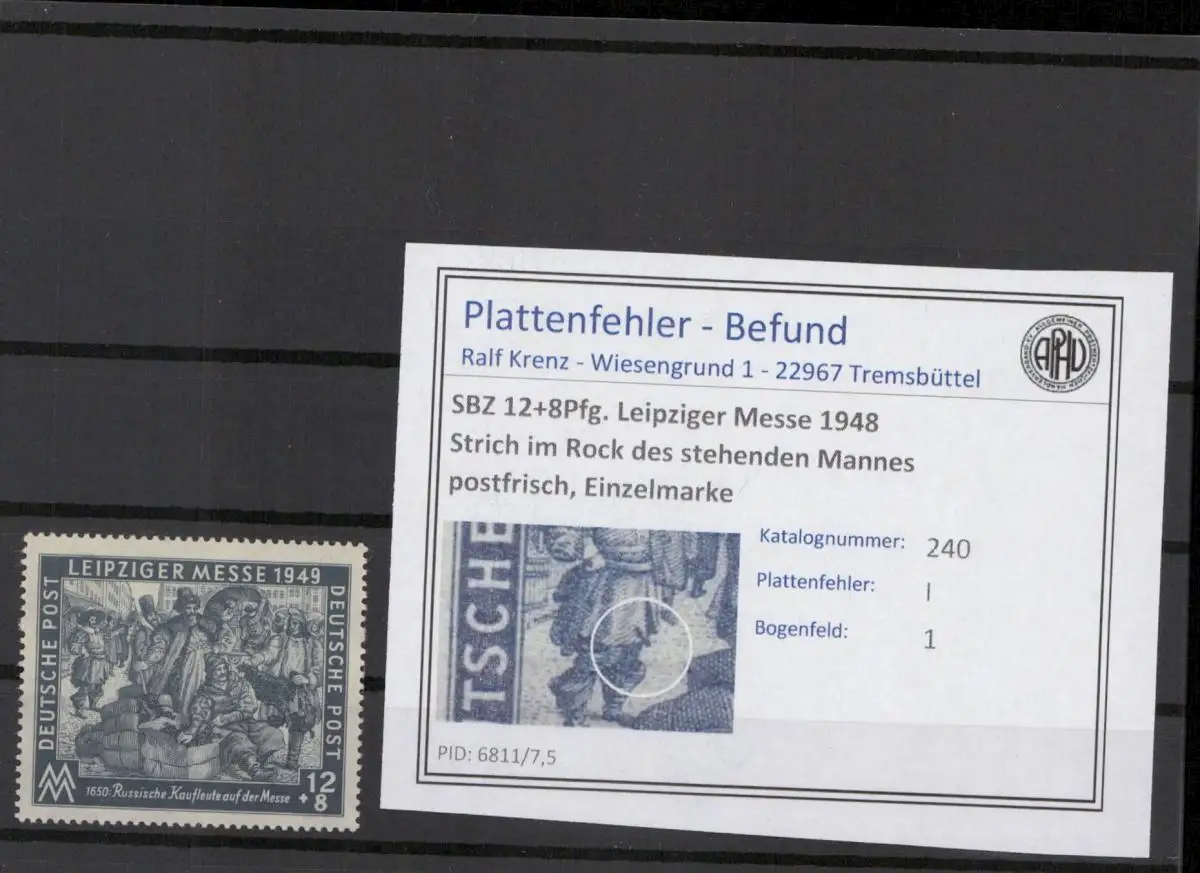 LEIPZIGER MESSE 1949
DEUTSCHE POST
DEUTSCHE POST
1650: Russische Kaufleute auf der Messe
12
+ 8
Plattenfehler - Befund
Ralf Krenz - Wiesengrund 1 - 22967 Tremsbüttel
APHV
SBZ 12+8Pfg. Leipziger Messe 1948
Strich im Rock des stehenden Mannes
postfrisch, Einzelmarke
TSCHE
Katalognummer: 240
Plattenfehler: I
Bogenfeld: 1
PID: 6811/7,5